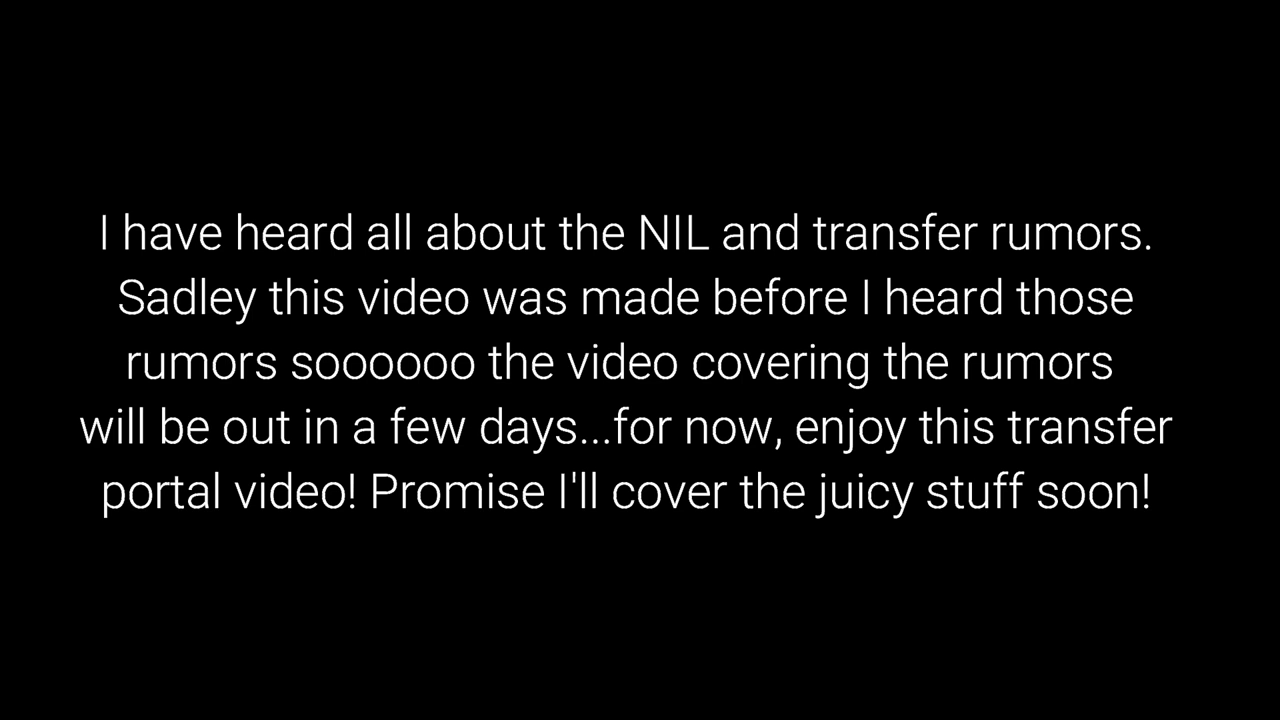 I have heard all about the NIL and transfer rumors.
Sadley this video was made before I heard those
rumors soooooo the video covering the rumors
will be out in a few days...for now, enjoy this transfer
portal video! Promise I'll cover the juicy stuff soon!